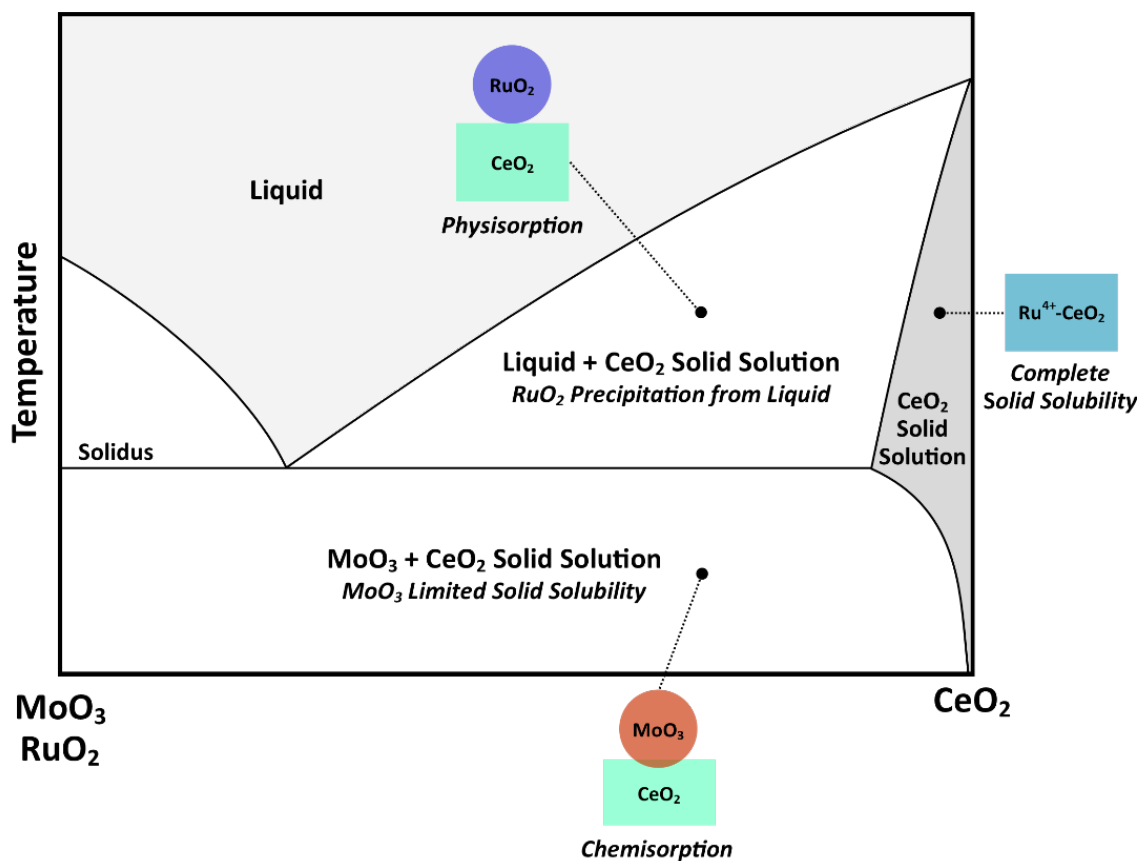 RuO₂
CeO₂
Physisorption
Liquid
Temperature
Ru⁴⁺-CeO₂
Complete
Solid Solubility
Liquid + CeO₂ Solid Solution
RuO₂ Precipitation from Liquid
CeO₂
Solid
Solution
Solidus
MoO₃ + CeO₂ Solid Solution
MoO₃ Limited Solid Solubility
MoO₃
RuO₂
CeO₂
MoO₃
CeO₂
Chemisorption